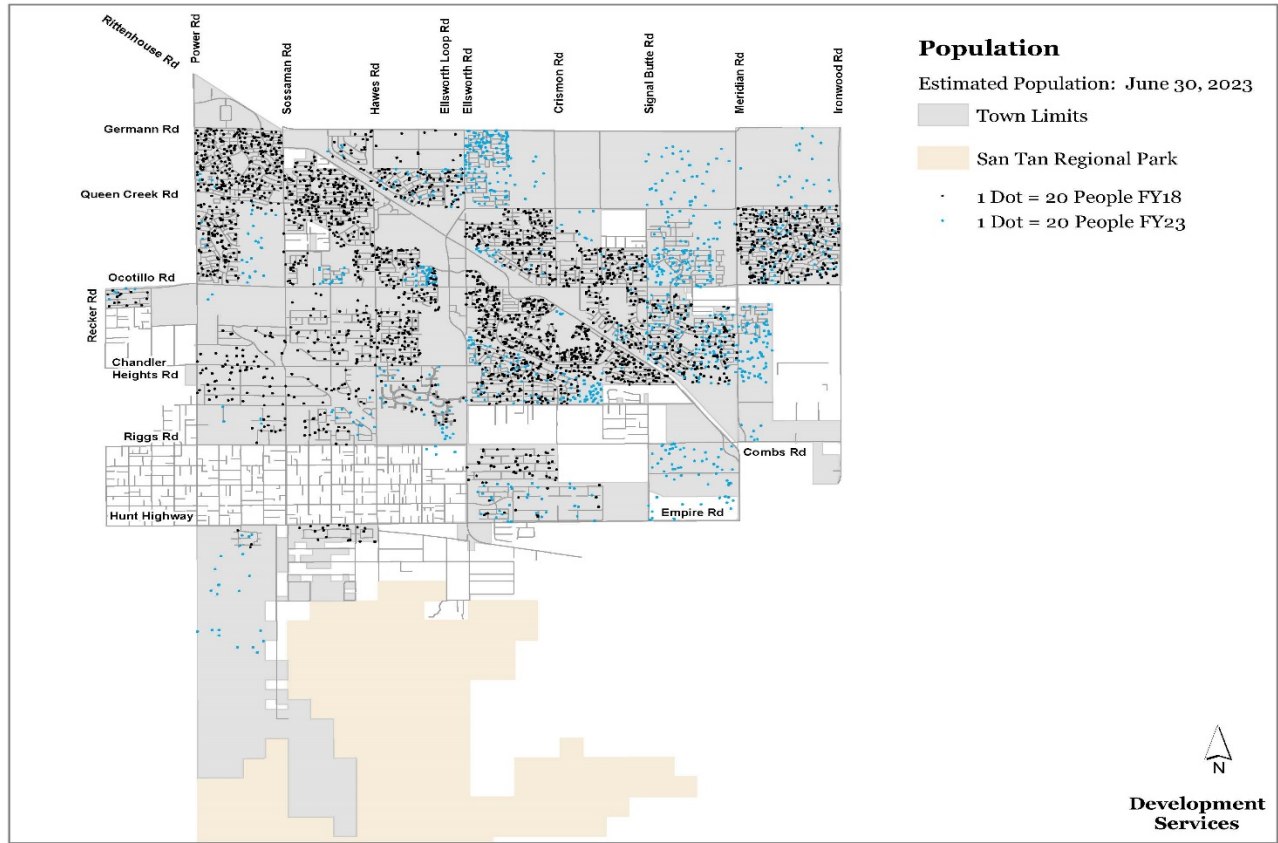 Rittenhouse Rd
Power Rd
Sossaman Rd
Hawes Rd
Ellsworth Loop Rd
Ellsworth Rd
Crismon Rd
Signal Butte Rd
Meridian Rd
Ironwood Rd
Population
Estimated Population: June 30, 2023
Town Limits
San Tan Regional Park
1 Dot = 20 People FY18
1 Dot = 20 People FY23
Germann Rd
Queen Creek Rd
Ocotillo Rd
Recker Rd
Chandler
Heights Rd
Riggs Rd
Combs Rd
Hunt Highway
Empire Rd
N
Development
Services